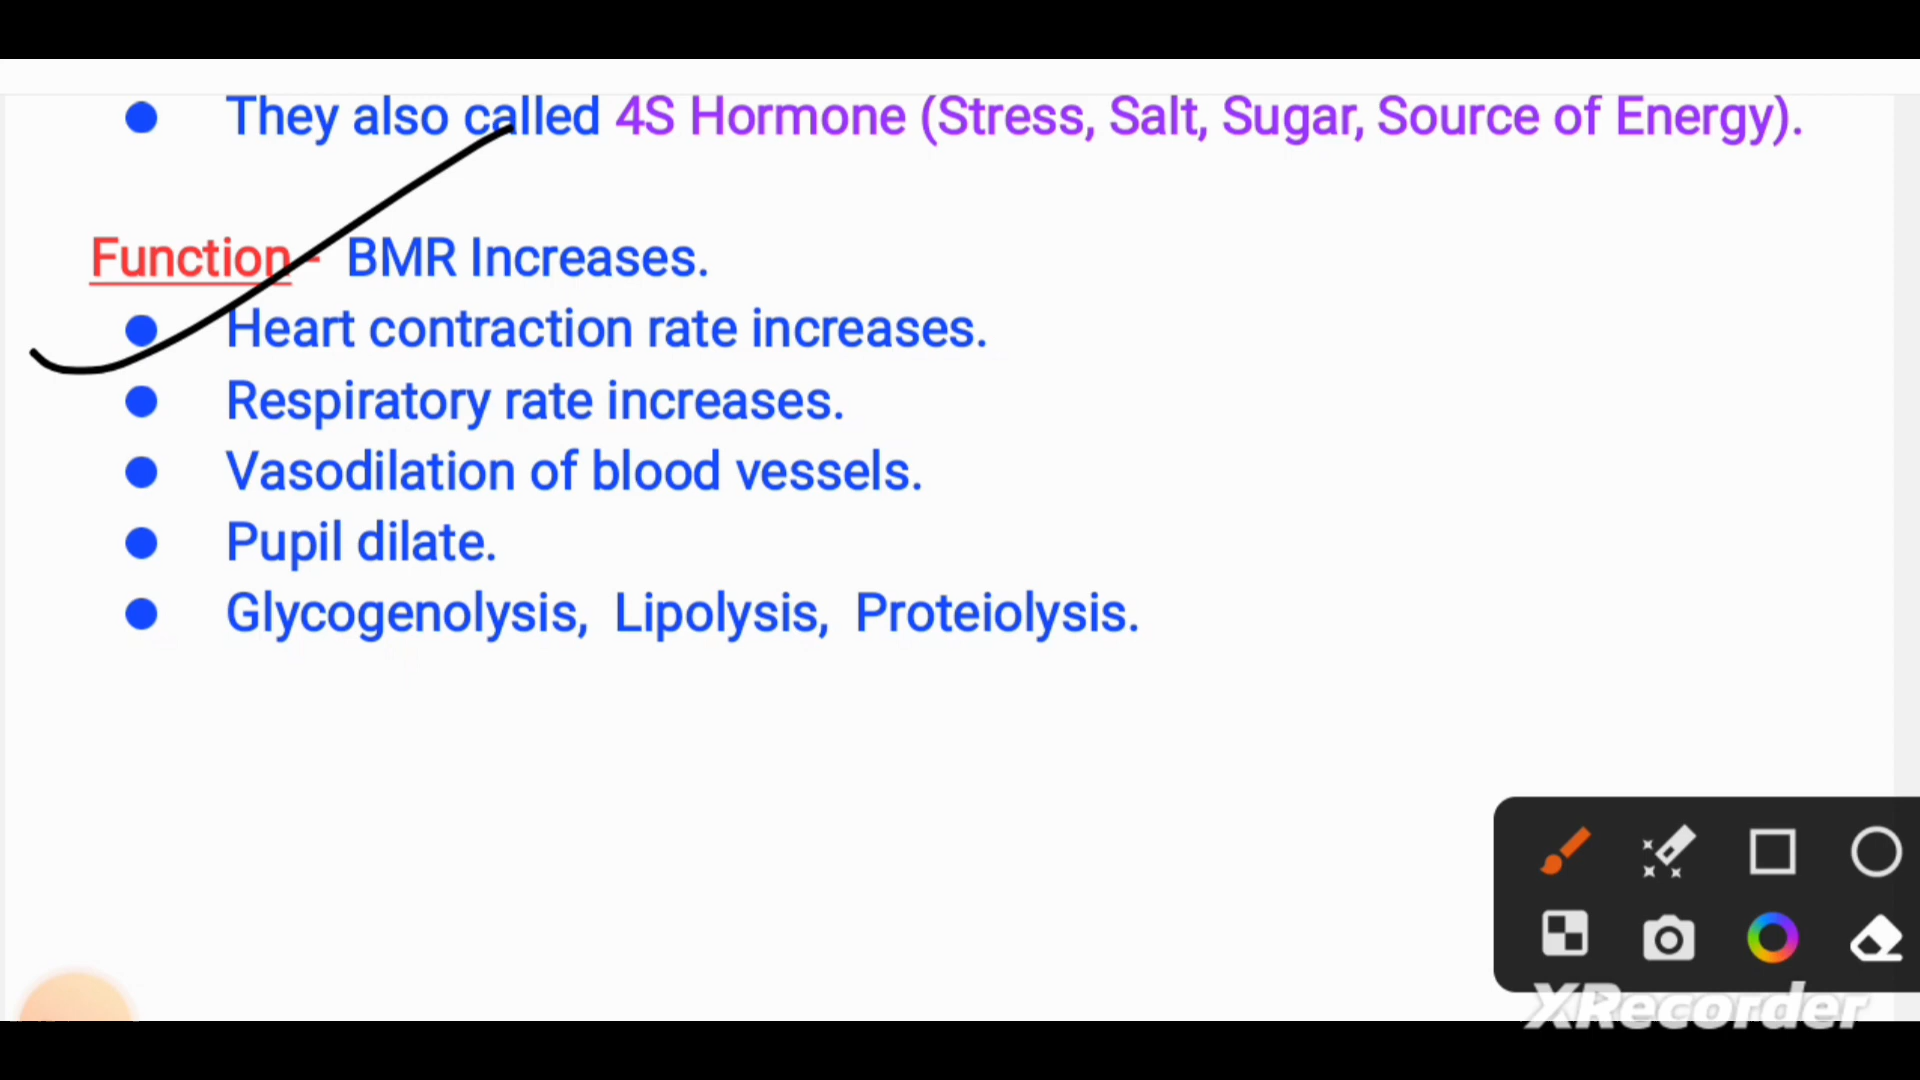 ● They also called 4S Hormone (Stress, Salt, Sugar, Source of Energy).
Function - BMR Increases.
● Heart contraction rate increases.
● Respiratory rate increases.
● Vasodilation of blood vessels.
● Pupil dilate.
● Glycogenolysis, Lipolysis, Proteiolysis.
XRecorder